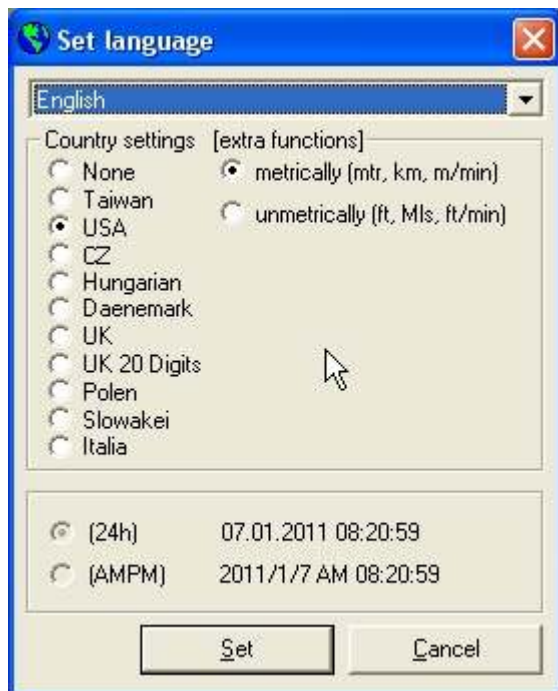 Set language
English
Country settings [extra functions]
None
Taiwan
USA
CZ
Hungarian
Daenemark
UK
UK 20 Digits
Polen
Slowakei
Italia
metrically (mtr, km, m/min)
unmetrically (ft, Mls, ft/min)
(24h) 07.01.2011 08:20:59
(AMPM) 2011/1/7 AM 08:20:59
Set Cancel